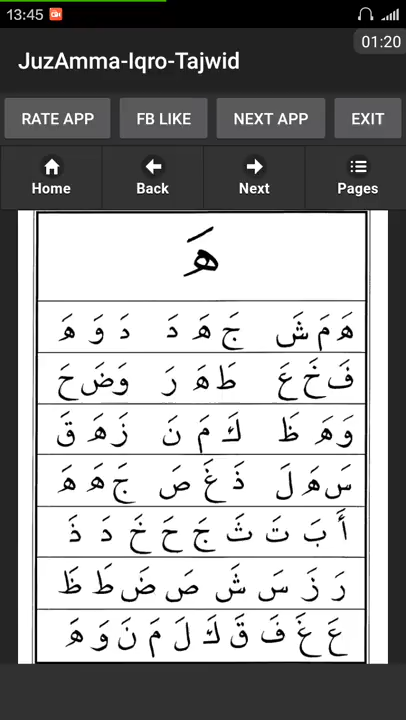 13:45
01:20
JuzAmma-Iqro-Tajwid
RATE APP FB LIKE NEXT APP EXIT
Home Back Next Pages
هَ
هَ مَ شَ جَ هَ دَ دَ وَ هَ
فَ خَ عَ طَ هَ رَ وَ ضَ حَ
وَ هَ ظَ كَ مَ نَ زَ هَ قَ
سَ هَ لَ ذَ غَ صَ جَ هَ هَ
أَ بَ تَ ثَ جَ حَ خَ دَ ذَ
رَ زَ سَ شَ صَ ضَ طَ ظَ
عَ غَ فَ قَ كَ لَ مَ نَ وَ هَ